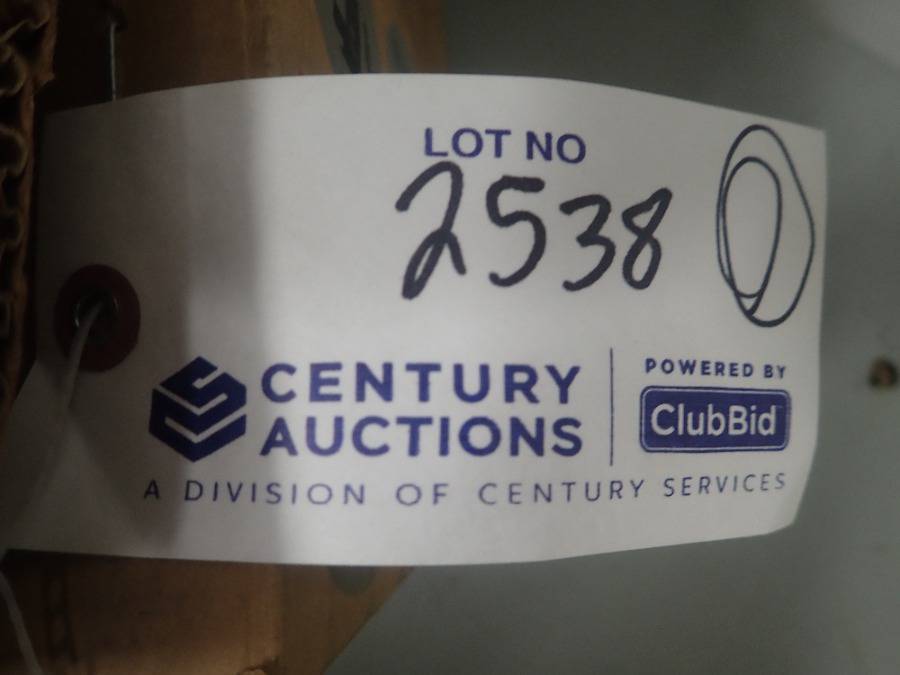 LOT NO
2538
CENTURY
AUCTIONS
POWERED BY
ClubBid
A DIVISION OF CENTURY SERVICES